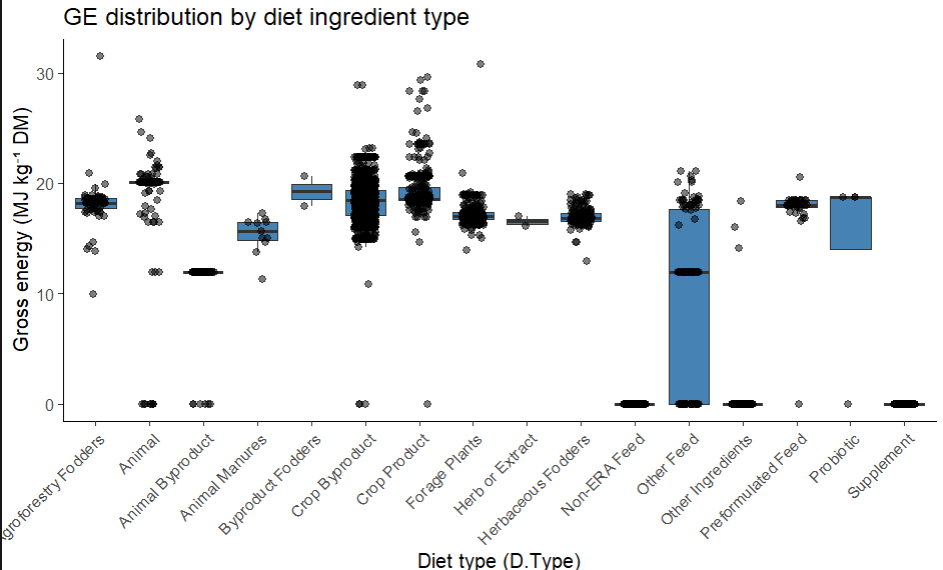 GE distribution by diet ingredient type
Gross energy (MJ kg⁻¹ DM)
30
20
10
0
groforestry Fodders
Animal
Animal Byproduct
Animal Manures
Byproduct Fodders
Crop Byproduct
Crop Product
Forage Plants
Herb or Extract
Herbaceous Fodders
Non-ERA Feed
Other Feed
Other Ingredients
Preformulated Feed
Probiotic
Supplement
Diet type (D.Type)